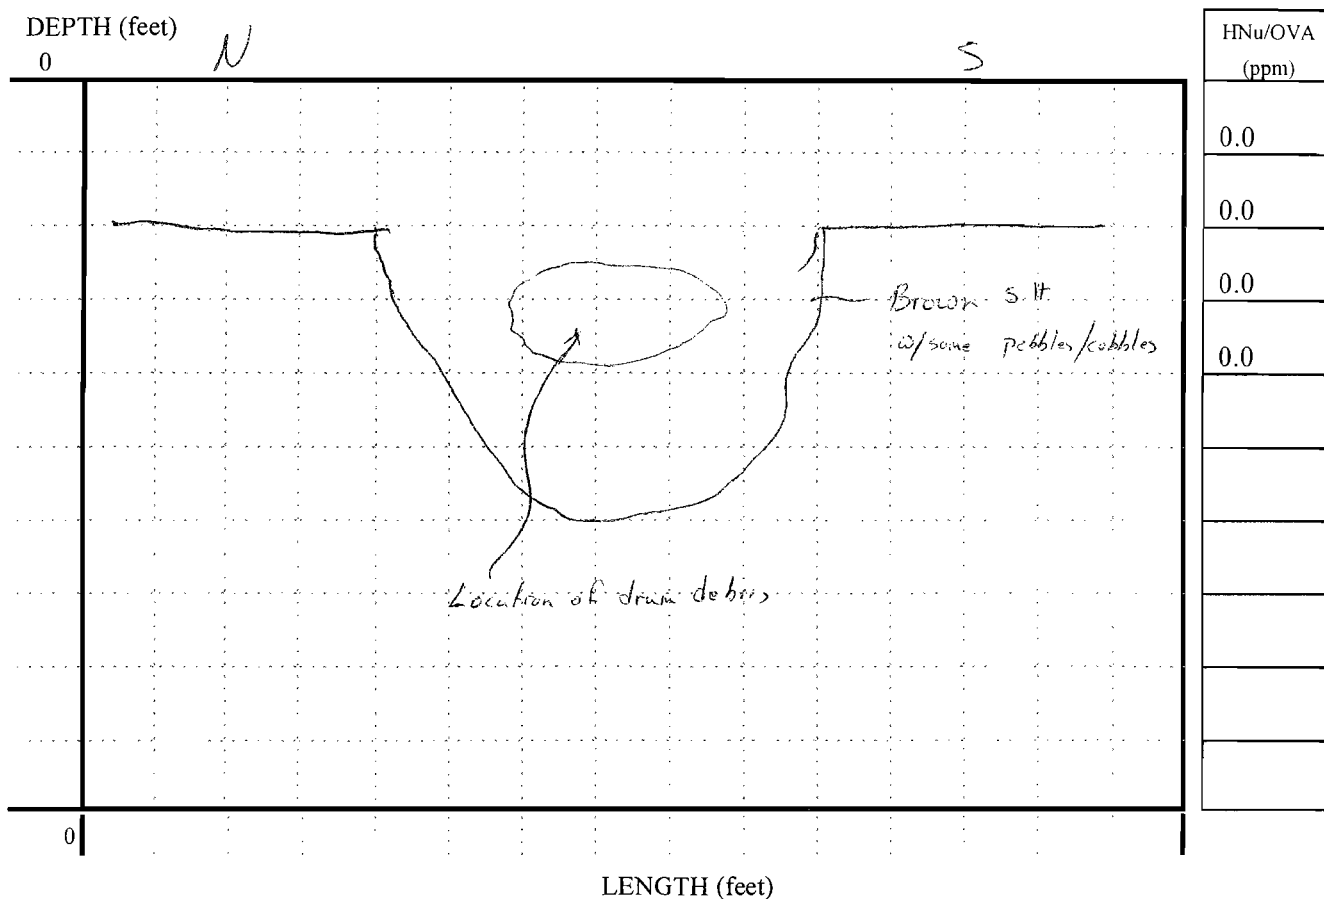 DEPTH (feet)
N
S
HNu/OVA
(ppm)
0
0.0
0.0
0.0
Brown silt
w/some pebbles/cobbles
0.0
Location of drum debris
0
LENGTH (feet)